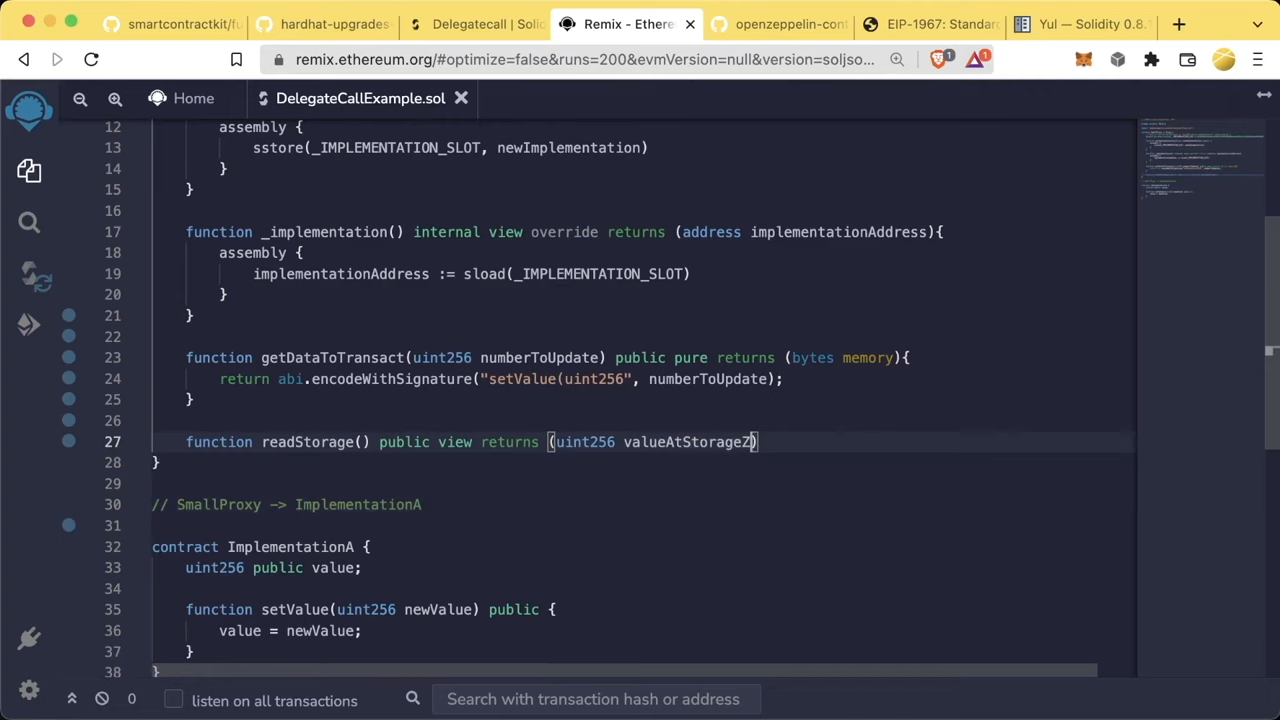 smartcontractkit/fu
hardhat-upgrades
Delegatecall | Solic
Remix - Ethere
openzeppelin-cont
EIP-1967: Standar
Yul — Solidity 0.8.1
remix.ethereum.org/#optimize=false&runs=200&evmVersion=null&version=soljso...
1
1
Home
DelegateCallExample.sol
12 assembly {
13 sstore(_IMPLEMENTATION_SLOT, newImplementation)
14 }
15 }
16
17 function _implementation() internal view override returns (address implementationAddress){
18 assembly {
19 implementationAddress := sload(_IMPLEMENTATION_SLOT)
20 }
21 }
22
23 function getDataToTransact(uint256 numberToUpdate) public pure returns (bytes memory){
24 return abi.encodeWithSignature("setValue(uint256", numberToUpdate);
25 }
26
27 function readStorage() public view returns (uint256 valueAtStorageZ)
28 }
29
30 // SmallProxy -> ImplementationA
31
32 contract ImplementationA {
33 uint256 public value;
34
35 function setValue(uint256 newValue) public {
36 value = newValue;
37 }
38 }
0
listen on all transactions
Search with transaction hash or address